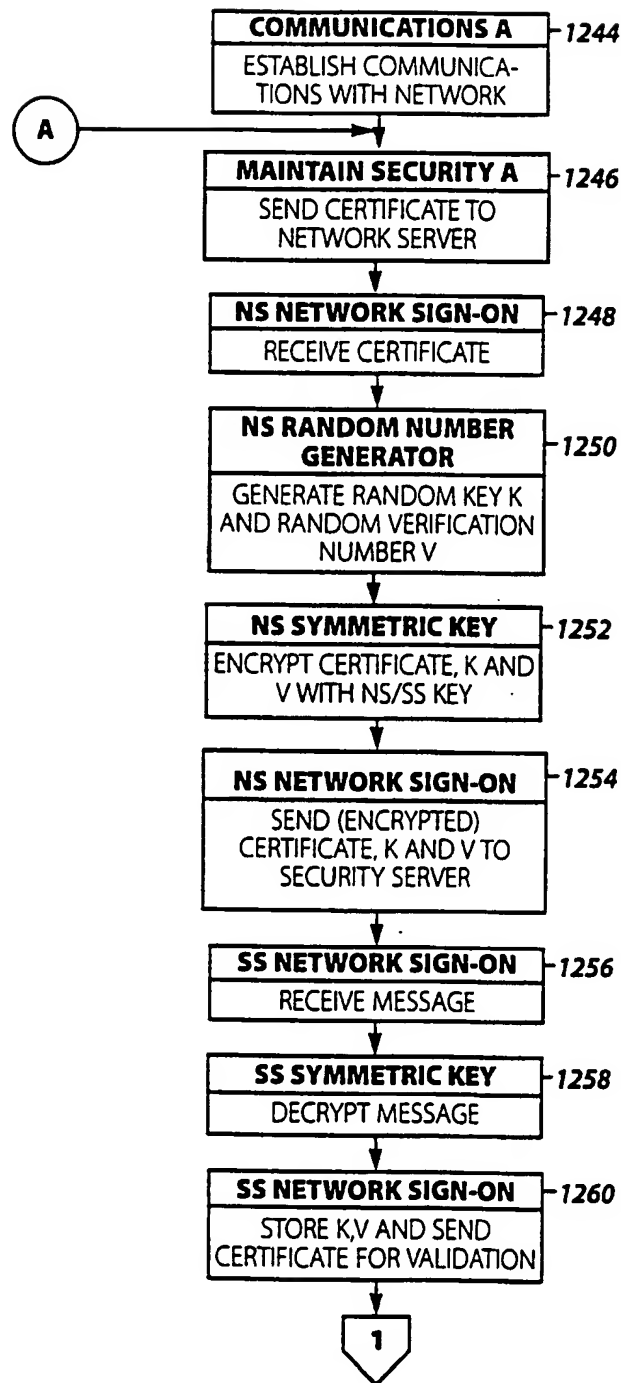 COMMUNICATIONS A
1244
ESTABLISH COMMUNICA-
TIONS WITH NETWORK
A
MAINTAIN SECURITY A
1246
SEND CERTIFICATE TO
NETWORK SERVER
NS NETWORK SIGN-ON
1248
RECEIVE CERTIFICATE
NS RANDOM NUMBER
GENERATOR
1250
GENERATE RANDOM KEY K
AND RANDOM VERIFICATION
NUMBER V
NS SYMMETRIC KEY
1252
ENCRYPT CERTIFICATE, K AND
V WITH NS/SS KEY
NS NETWORK SIGN-ON
1254
SEND (ENCRYPTED)
CERTIFICATE, K AND V TO
SECURITY SERVER
SS NETWORK SIGN-ON
1256
RECEIVE MESSAGE
SS SYMMETRIC KEY
1258
DECRYPT MESSAGE
SS NETWORK SIGN-ON
1260
STORE K,V AND SEND
CERTIFICATE FOR VALIDATION
1